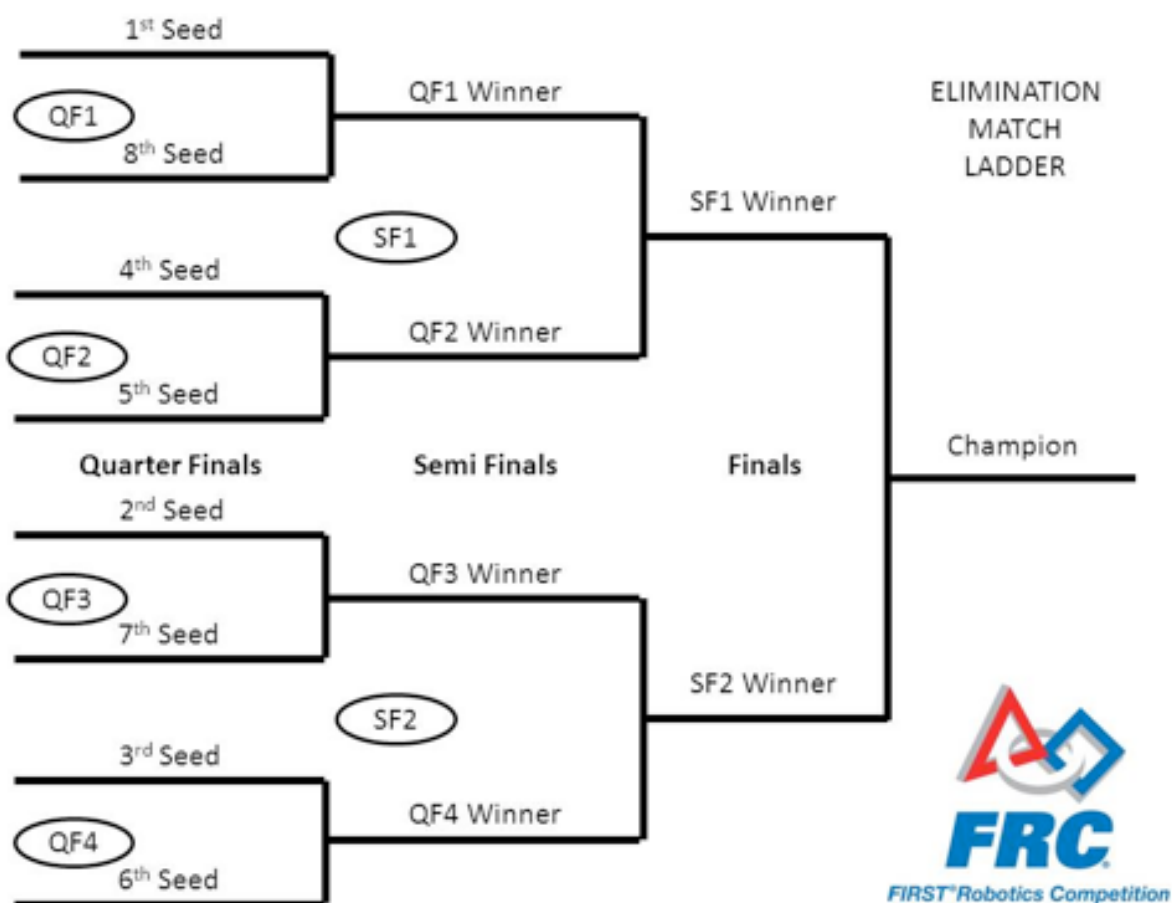 1st Seed
QF1
8th Seed
QF1 Winner
SF1
4th Seed
QF2
5th Seed
QF2 Winner
SF1 Winner
ELIMINATION
MATCH
LADDER
Quarter Finals
Semi Finals
Finals
Champion
2nd Seed
QF3
7th Seed
QF3 Winner
SF2
3rd Seed
QF4
6th Seed
QF4 Winner
SF2 Winner
FRC
FIRST® Robotics Competition